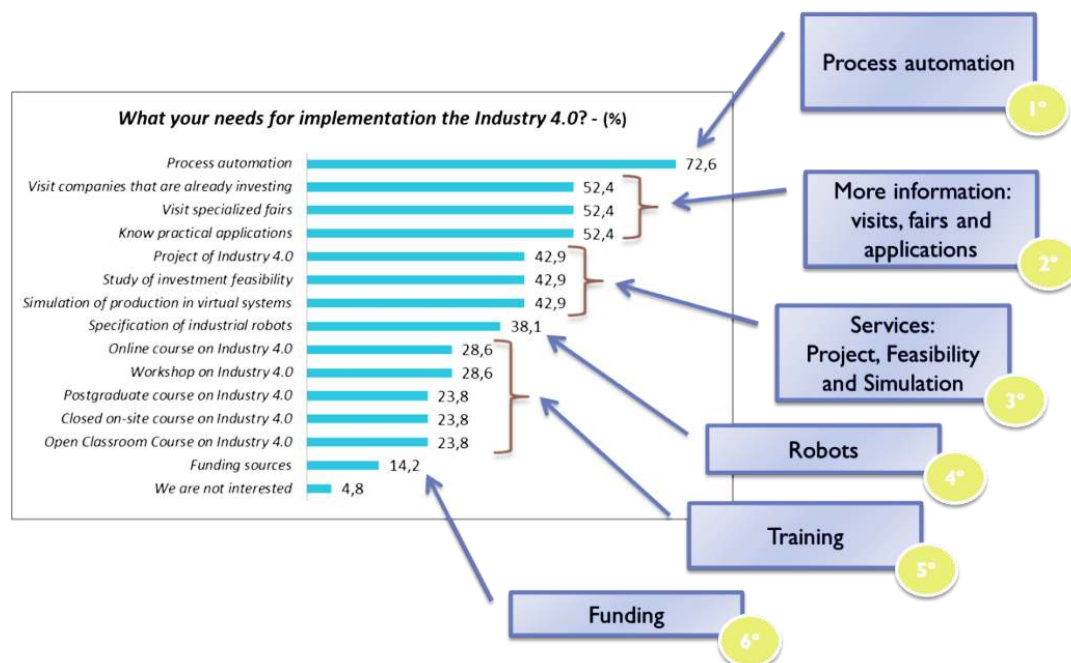 What your needs for implementation the Industry 4.0? - (%)
Process automation 72,6
Visit companies that are already investing 52,4
Visit specialized fairs 52,4
Know practical applications 52,4
Project of Industry 4.0 42,9
Study of investment feasibility 42,9
Simulation of production in virtual systems 42,9
Specification of industrial robots 38,1
Online course on Industry 4.0 28,6
Workshop on Industry 4.0 28,6
Postgraduate course on Industry 4.0 23,8
Closed on-site course on Industry 4.0 23,8
Open Classroom Course on Industry 4.0 23,8
Funding sources 14,2
We are not interested 4,8
Process automation
1º
More information:
visits, fairs and
applications
2º
Services:
Project, Feasibility
and Simulation
3º
Robots
4º
Training
5º
Funding
6º